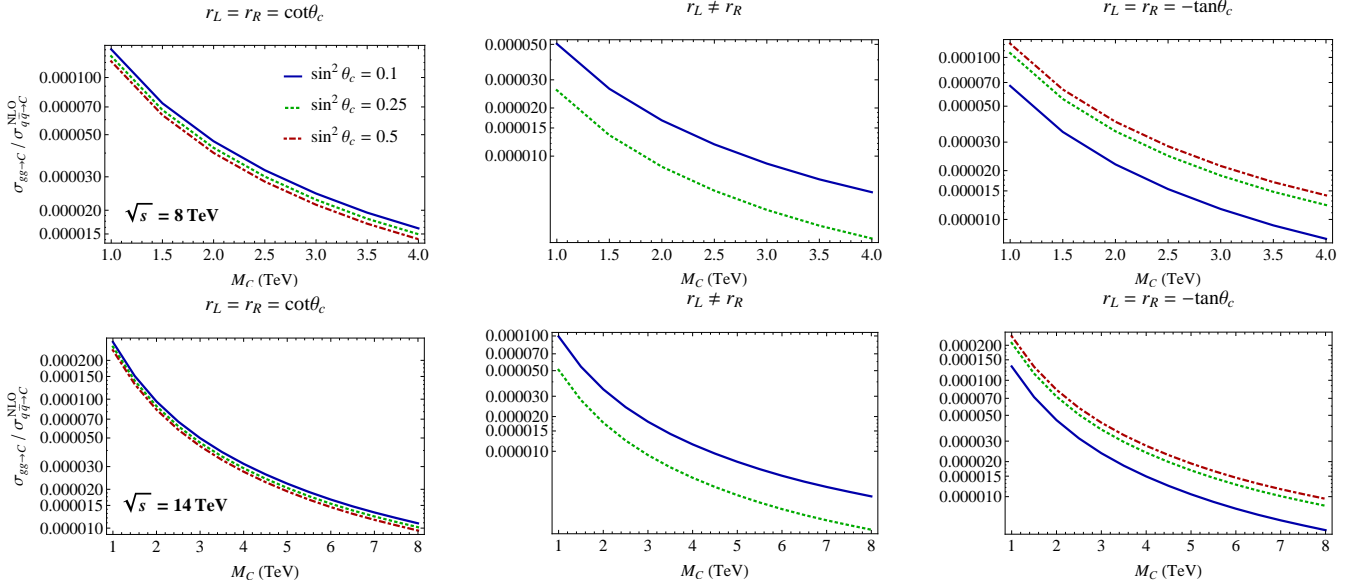 r_L = r_R = cotθ_c
σ_{gg→C} / σ^{NLO}_{q q̄→C}
0.000100
0.000070
0.000050
0.000030
0.000020
0.000015
sin² θ_c = 0.1
sin² θ_c = 0.25
sin² θ_c = 0.5
√s = 8 TeV
1.0 1.5 2.0 2.5 3.0 3.5 4.0
M_C (TeV)
r_L ≠ r_R
0.000050
0.000030
0.000020
0.000015
0.000010
1.0 1.5 2.0 2.5 3.0 3.5 4.0
M_C (TeV)
r_L = r_R = −tanθ_c
0.000100
0.000070
0.000050
0.000030
0.000020
0.000015
0.000010
1.0 1.5 2.0 2.5 3.0 3.5 4.0
M_C (TeV)
r_L = r_R = cotθ_c
σ_{gg→C} / σ^{NLO}_{q q̄→C}
0.000200
0.000150
0.000100
0.000070
0.000050
0.000030
0.000020
0.000015
0.000010
√s = 14 TeV
1 2 3 4 5 6 7 8
M_C (TeV)
r_L ≠ r_R
0.000100
0.000070
0.000050
0.000030
0.000020
0.000015
0.000010
1 2 3 4 5 6 7 8
M_C (TeV)
r_L = r_R = −tanθ_c
0.000200
0.000150
0.000100
0.000070
0.000050
0.000030
0.000020
0.000015
0.000010
1 2 3 4 5 6 7 8
M_C (TeV)